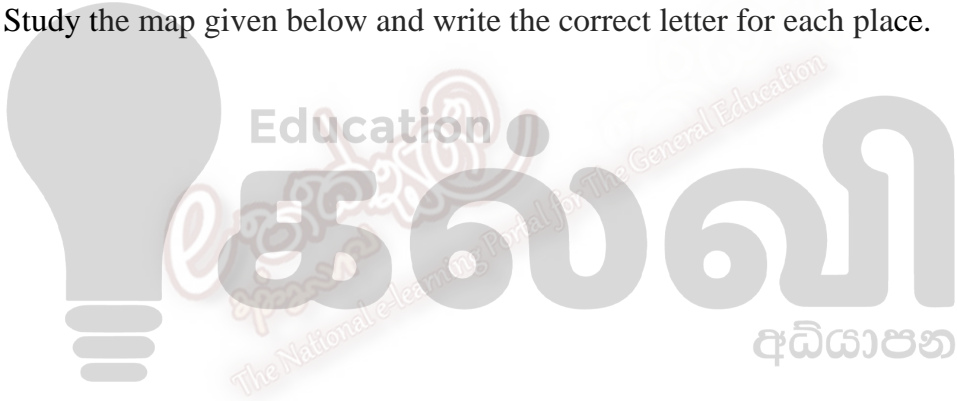 Study the map given below and write the correct letter for each place.
Education
கல்வி
අධ්‍යාපන
The National e-learning Portal for The General Education